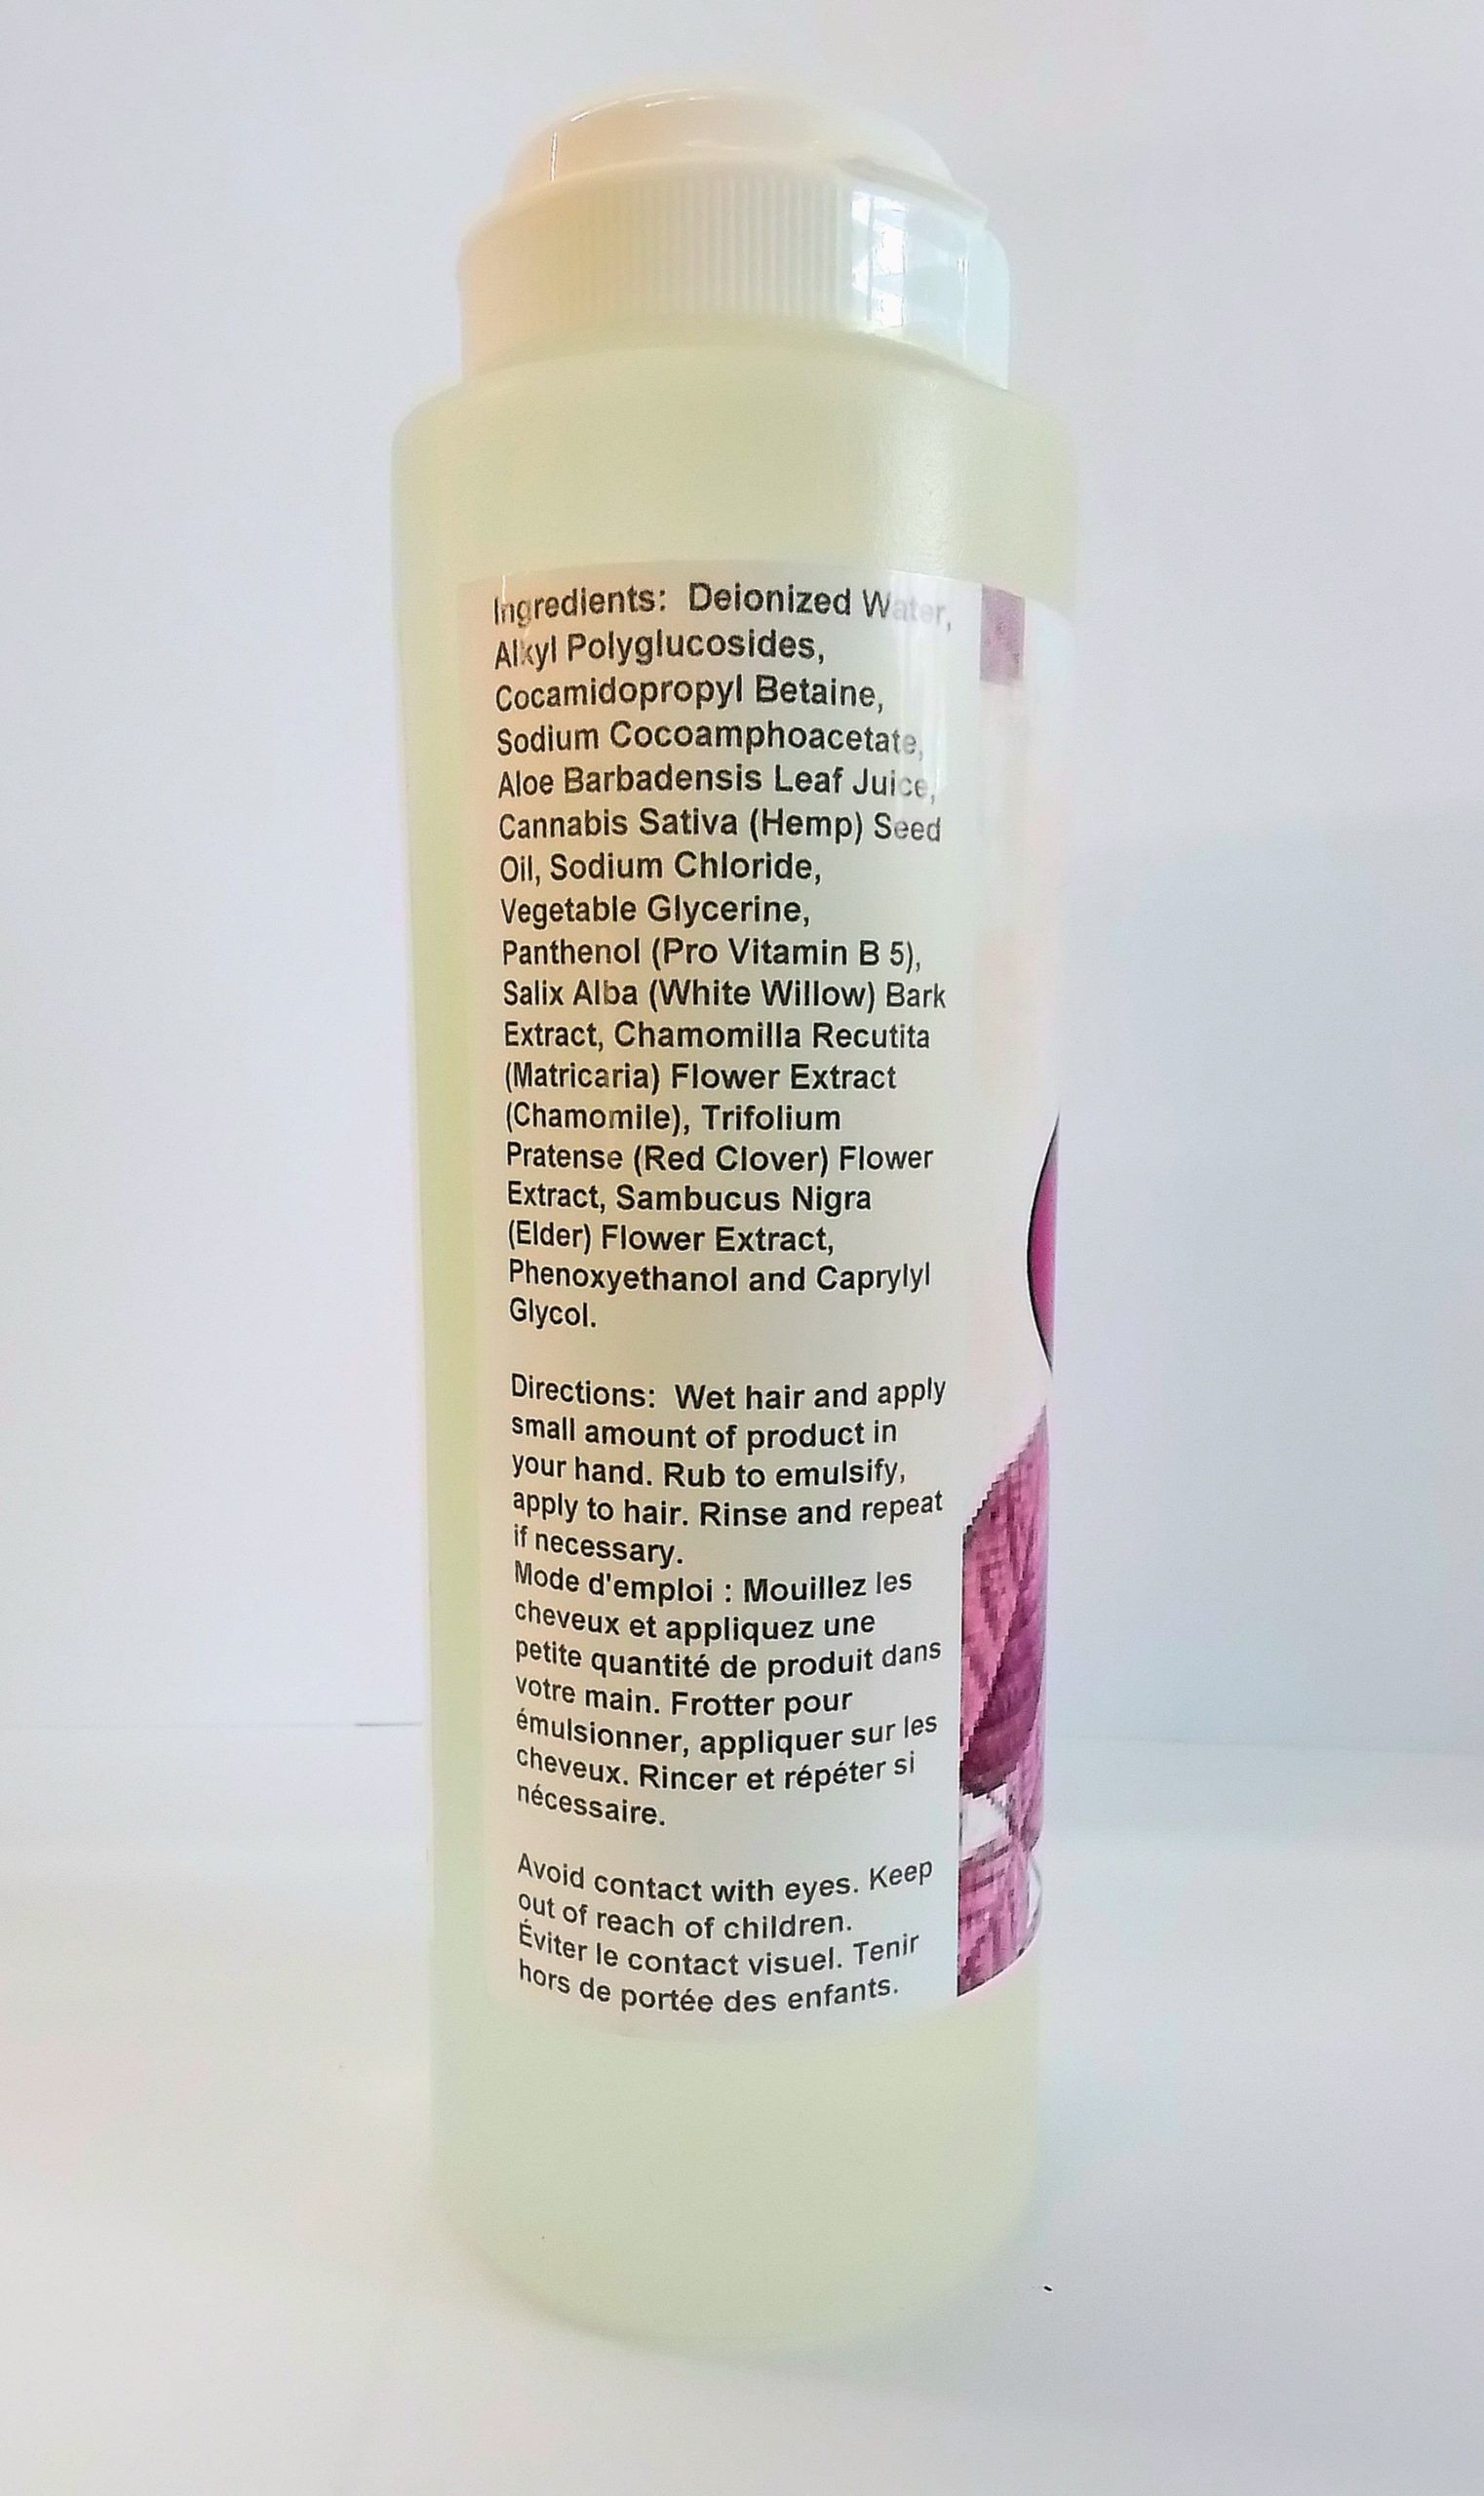 Ingredients: Deionized Water,
Alkyl Polyglucosides,
Cocamidopropyl Betaine,
Sodium Cocoamphoacetate,
Aloe Barbadensis Leaf Juice,
Cannabis Sativa (Hemp) Seed
Oil, Sodium Chloride,
Vegetable Glycerine,
Panthenol (Pro Vitamin B 5),
Salix Alba (White Willow) Bark
Extract, Chamomilla Recutita
(Matricaria) Flower Extract
(Chamomile), Trifolium
Pratense (Red Clover) Flower
Extract, Sambucus Nigra
(Elder) Flower Extract,
Phenoxyethanol and Caprylyl
Glycol.
Directions: Wet hair and apply
small amount of product in
your hand. Rub to emulsify,
apply to hair. Rinse and repeat
if necessary.
Mode d'emploi : Mouillez les
cheveux et appliquez une
petite quantité de produit dans
votre main. Frotter pour
émulsionner, appliquer sur les
cheveux. Rincer et répéter si
nécessaire.
Avoid contact with eyes. Keep
out of reach of children.
Éviter le contact visuel. Tenir
hors de portée des enfants.